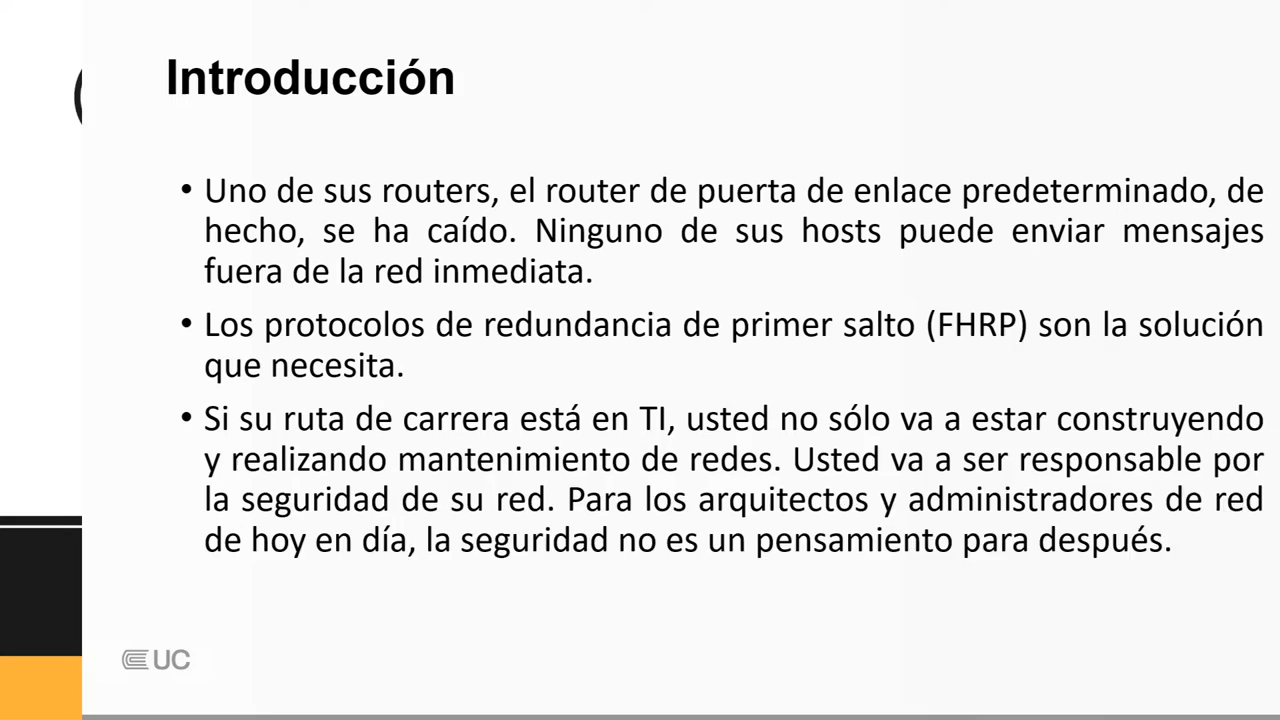 Introducción
• Uno de sus routers, el router de puerta de enlace predeterminado, de
hecho, se ha caído. Ninguno de sus hosts puede enviar mensajes
fuera de la red inmediata.
• Los protocolos de redundancia de primer salto (FHRP) son la solución
que necesita.
• Si su ruta de carrera está en TI, usted no sólo va a estar construyendo
y realizando mantenimiento de redes. Usted va a ser responsable por
la seguridad de su red. Para los arquitectos y administradores de red
de hoy en día, la seguridad no es un pensamiento para después.
UC